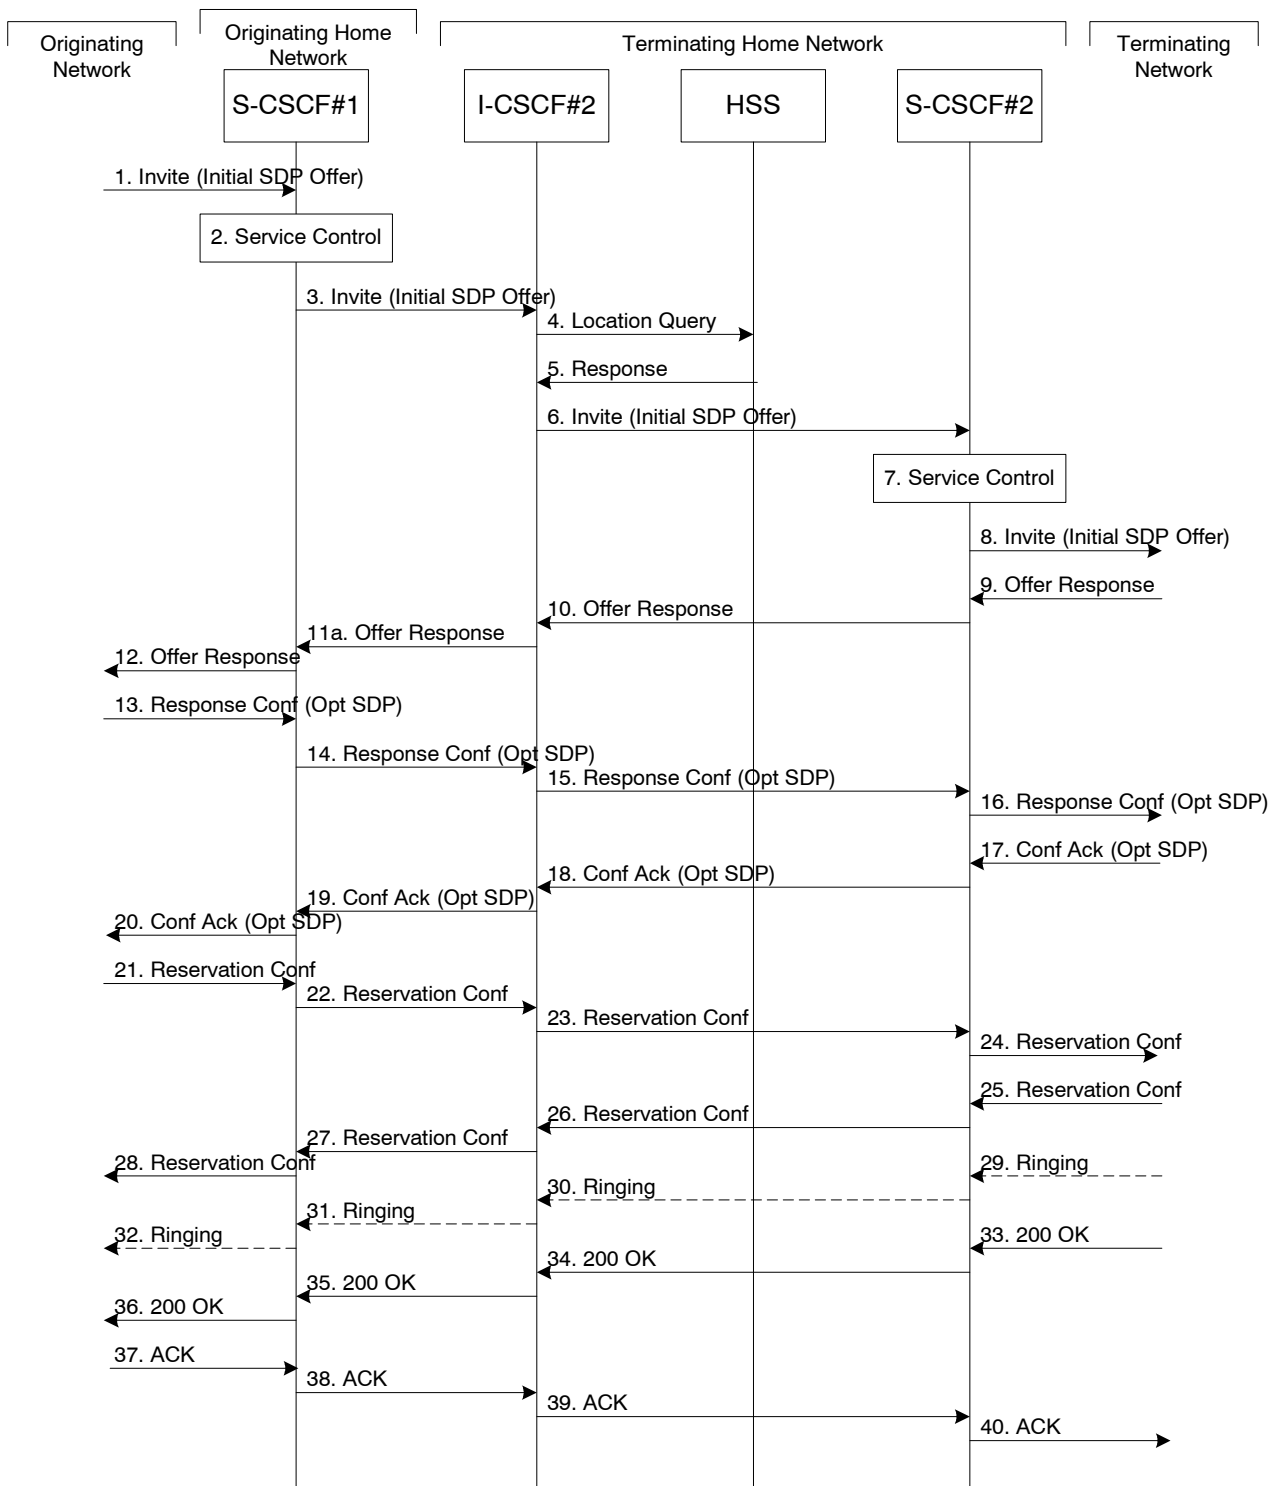 Originating
Network
Originating Home
Network
Terminating Home Network
Terminating
Network
S-CSCF#1
I-CSCF#2
HSS
S-CSCF#2
1. Invite (Initial SDP Offer)
2. Service Control
3. Invite (Initial SDP Offer)
4. Location Query
5. Response
6. Invite (Initial SDP Offer)
7. Service Control
8. Invite (Initial SDP Offer)
9. Offer Response
10. Offer Response
11a. Offer Response
12. Offer Response
13. Response Conf (Opt SDP)
14. Response Conf (Opt SDP)
15. Response Conf (Opt SDP)
16. Response Conf (Opt SDP)
17. Conf Ack (Opt SDP)
18. Conf Ack (Opt SDP)
19. Conf Ack (Opt SDP)
20. Conf Ack (Opt SDP)
21. Reservation Conf
22. Reservation Conf
23. Reservation Conf
24. Reservation Conf
25. Reservation Conf
26. Reservation Conf
27. Reservation Conf
28. Reservation Conf
29. Ringing
30. Ringing
31. Ringing
32. Ringing
33. 200 OK
34. 200 OK
35. 200 OK
36. 200 OK
37. ACK
38. ACK
39. ACK
40. ACK